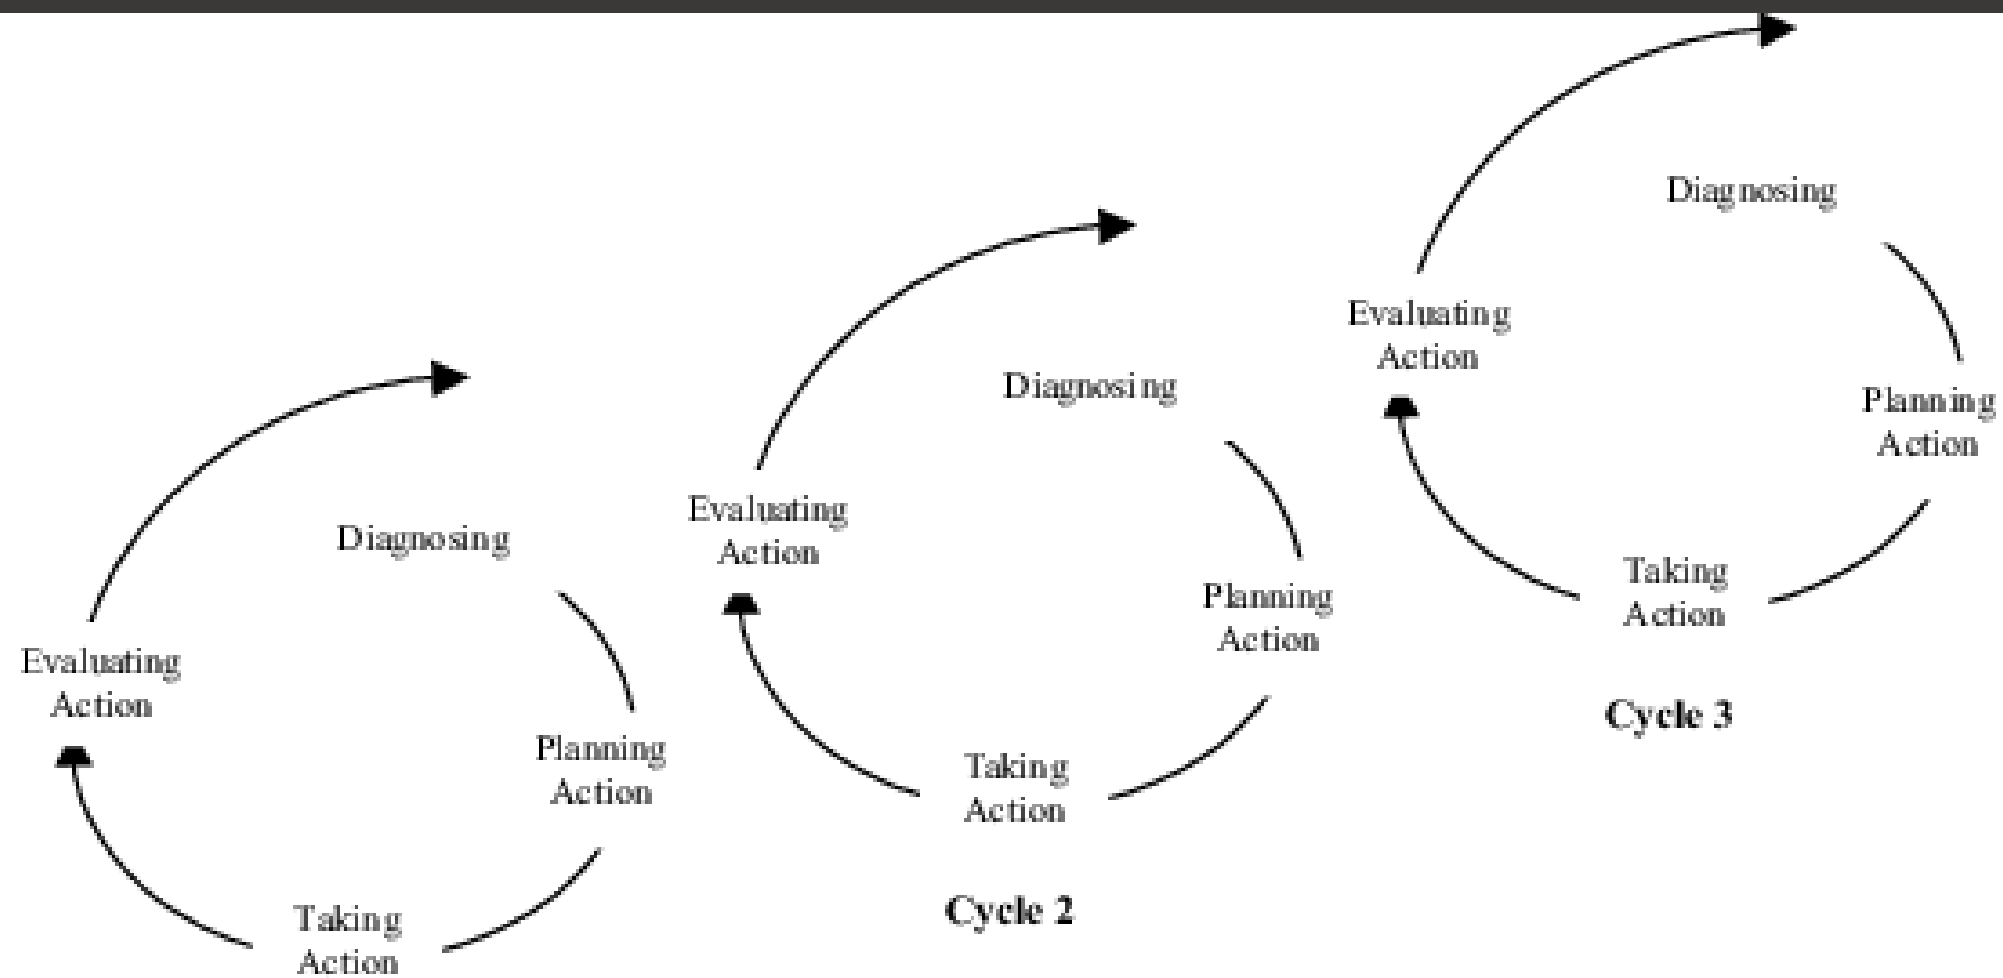 Diagnosing
Planning
Action
Taking
Action
Evaluating
Action
Diagnosing
Planning
Action
Taking
Action
Evaluating
Action
Cycle 2
Diagnosing
Planning
Action
Taking
Action
Evaluating
Action
Cycle 3